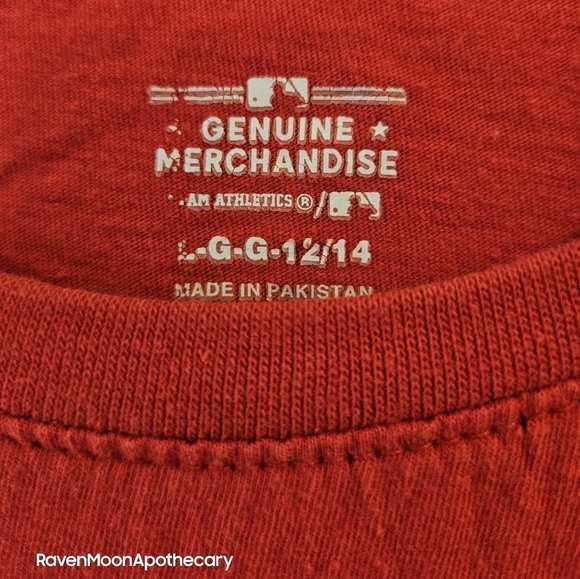 GENUINE
MERCHANDISE
AM ATHLETICS®/
L-G-G-12/14
MADE IN PAKISTAN
RavenMoonApothecary